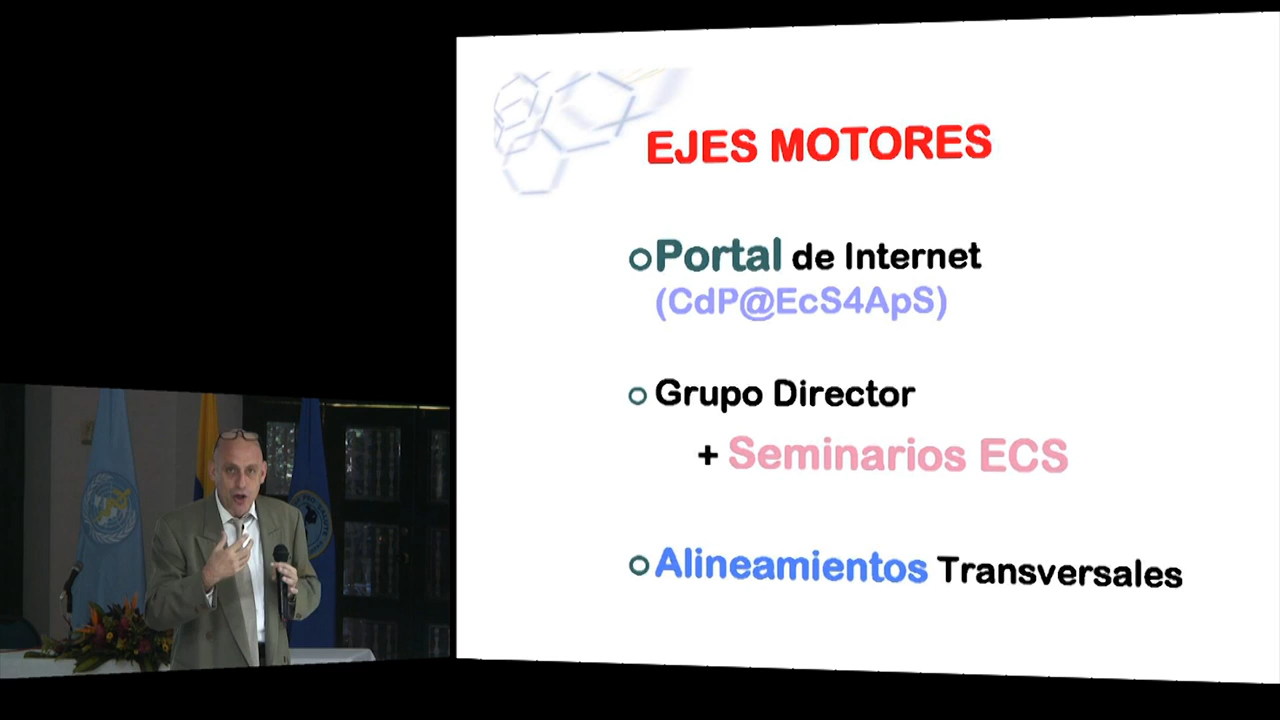 EJES MOTORES
Portal de Internet
(CdP@EcS4ApS)
Grupo Director
+ Seminarios ECS
Alineamientos Transversales